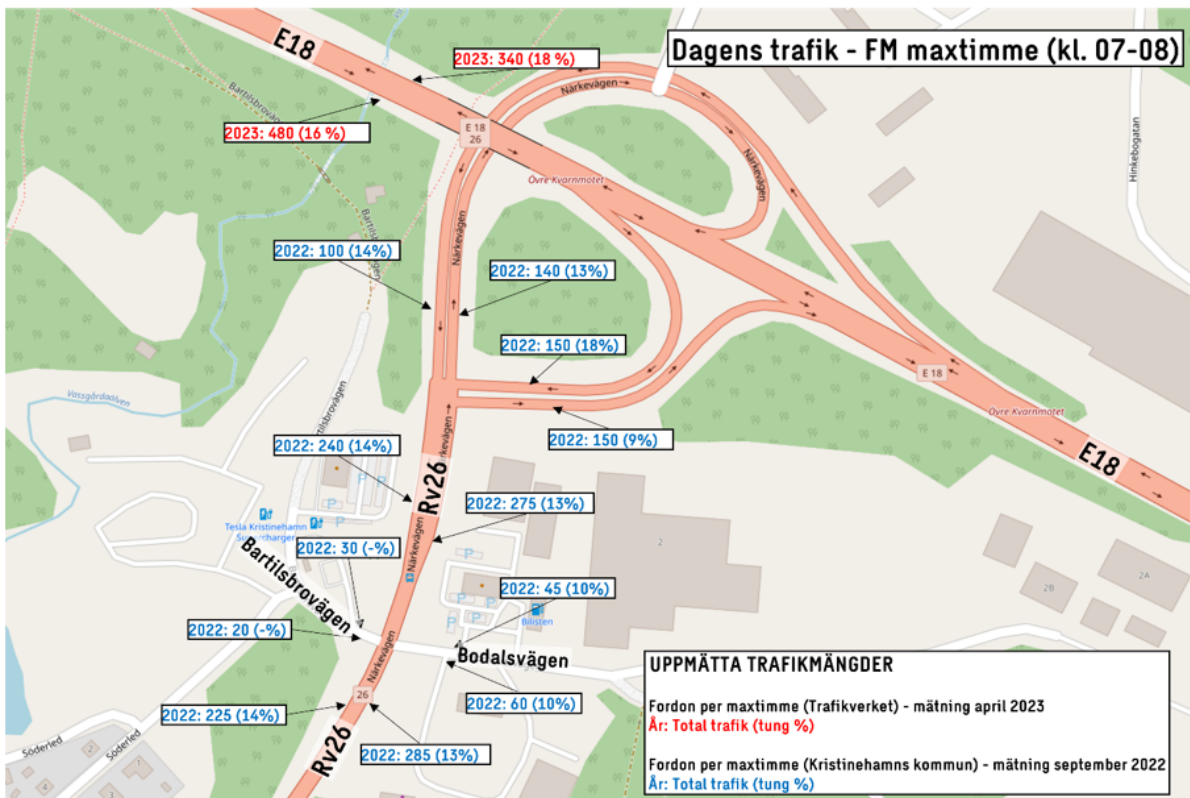 E18
2023: 340 (18 %)
Dagens trafik - FM maxtimme (kl. 07-08)
Närkevägen
2023: 480 (16 %)
E 18
26
Övre Kvarnmotet
Närkevägen
Hinkebogatan
Närkevägen
2022: 100 (14%)
2022: 140 (13%)
2022: 150 (18%)
E 18
Vassgårdaälven
Övre Kvarnmotet
2022: 150 (9%)
2022: 240 (14%)
E18
Rv26
2022: 275 (13%)
Tesla Kristinehamn
Närkevägen
2
2022: 30 (-%)
2022: 45 (10%)
2B
2A
Bartilsbrovägen
Bilisten
2022: 20 (-%)
Närkevägen
Bodalsvägen
26
2022: 60 (10%)
2022: 225 (14%)
2022: 285 (13%)
Rv26
Söderled
Söderled
UPPMÄTTA TRAFIKMÄNGDER
Fordon per maxtimme (Trafikverket) - mätning april 2023
År: Total trafik (tung %)
Fordon per maxtimme (Kristinehamns kommun) - mätning september 2022
År: Total trafik (tung %)